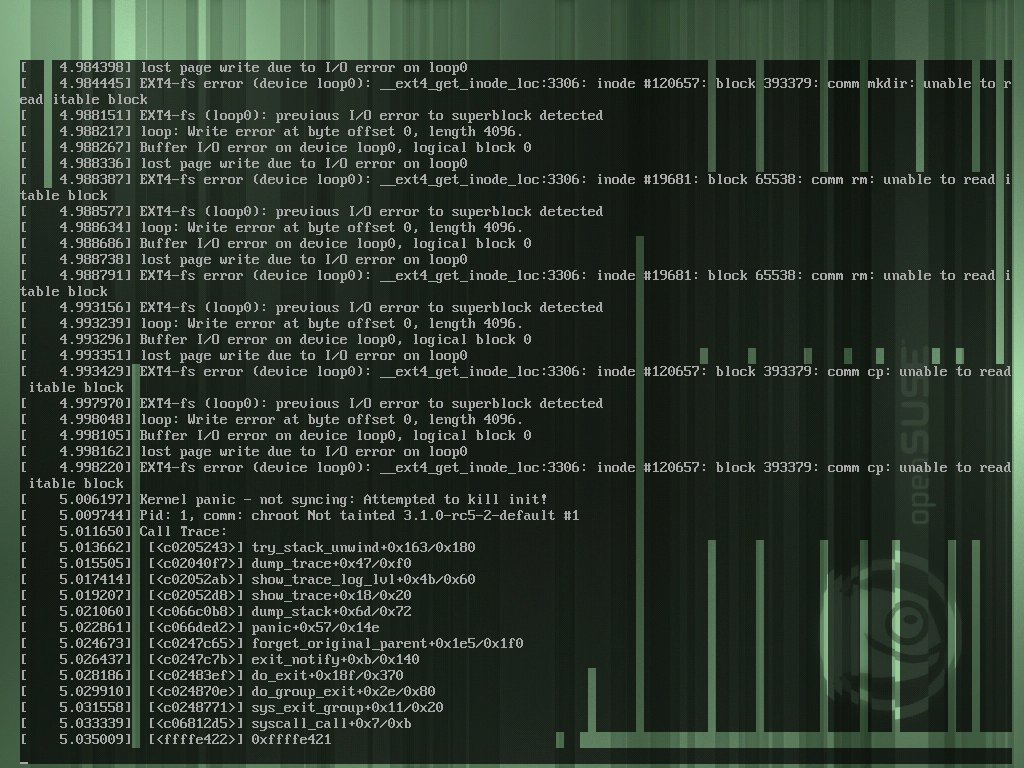 [    4.984398] lost page write due to I/O error on loop0
[    4.984445] EXT4-fs error (device loop0): __ext4_get_inode_loc:3306: inode #120657: block 393379: comm mkdir: unable to r
ead itable block
[    4.988151] EXT4-fs (loop0): previous I/O error to superblock detected
[    4.988217] loop: Write error at byte offset 0, length 4096.
[    4.988267] Buffer I/O error on device loop0, logical block 0
[    4.988336] lost page write due to I/O error on loop0
[    4.988387] EXT4-fs error (device loop0): __ext4_get_inode_loc:3306: inode #19681: block 65538: comm rm: unable to read i
table block
[    4.988577] EXT4-fs (loop0): previous I/O error to superblock detected
[    4.988634] loop: Write error at byte offset 0, length 4096.
[    4.988686] Buffer I/O error on device loop0, logical block 0
[    4.988738] lost page write due to I/O error on loop0
[    4.988791] EXT4-fs error (device loop0): __ext4_get_inode_loc:3306: inode #19681: block 65538: comm rm: unable to read i
table block
[    4.993156] EXT4-fs (loop0): previous I/O error to superblock detected
[    4.993239] loop: Write error at byte offset 0, length 4096.
[    4.993296] Buffer I/O error on device loop0, logical block 0
[    4.993351] lost page write due to I/O error on loop0
[    4.993429] EXT4-fs error (device loop0): __ext4_get_inode_loc:3306: inode #120657: block 393379: comm cp: unable to read
 itable block
[    4.997970] EXT4-fs (loop0): previous I/O error to superblock detected
[    4.998048] loop: Write error at byte offset 0, length 4096.
[    4.998105] Buffer I/O error on device loop0, logical block 0
[    4.998162] lost page write due to I/O error on loop0
[    4.998220] EXT4-fs error (device loop0): __ext4_get_inode_loc:3306: inode #120657: block 393379: comm cp: unable to read
 itable block
[    5.006197] Kernel panic - not syncing: Attempted to kill init!
[    5.009744] Pid: 1, comm: chroot Not tainted 3.1.0-rc5-2-default #1
[    5.011650] Call Trace:
[    5.013662]  [<c0205243>] try_stack_unwind+0x163/0x180
[    5.015505]  [<c02040f7>] dump_trace+0x47/0xf0
[    5.017414]  [<c02052ab>] show_trace_log_lvl+0x4b/0x60
[    5.019207]  [<c02052d8>] show_trace+0x18/0x20
[    5.021060]  [<c066c0b8>] dump_stack+0x6d/0x72
[    5.022861]  [<c066ded2>] panic+0x57/0x14e
[    5.024673]  [<c0247c65>] forget_original_parent+0x1e5/0x1f0
[    5.026437]  [<c0247c7b>] exit_notify+0xb/0x140
[    5.028186]  [<c02483ef>] do_exit+0x18f/0x370
[    5.029910]  [<c024870e>] do_group_exit+0x2e/0x80
[    5.031558]  [<c0248771>] sys_exit_group+0x11/0x20
[    5.033339]  [<c06812d5>] syscall_call+0x7/0xb
[    5.035009]  [<ffffe422>] 0xffffe421
openSUSE